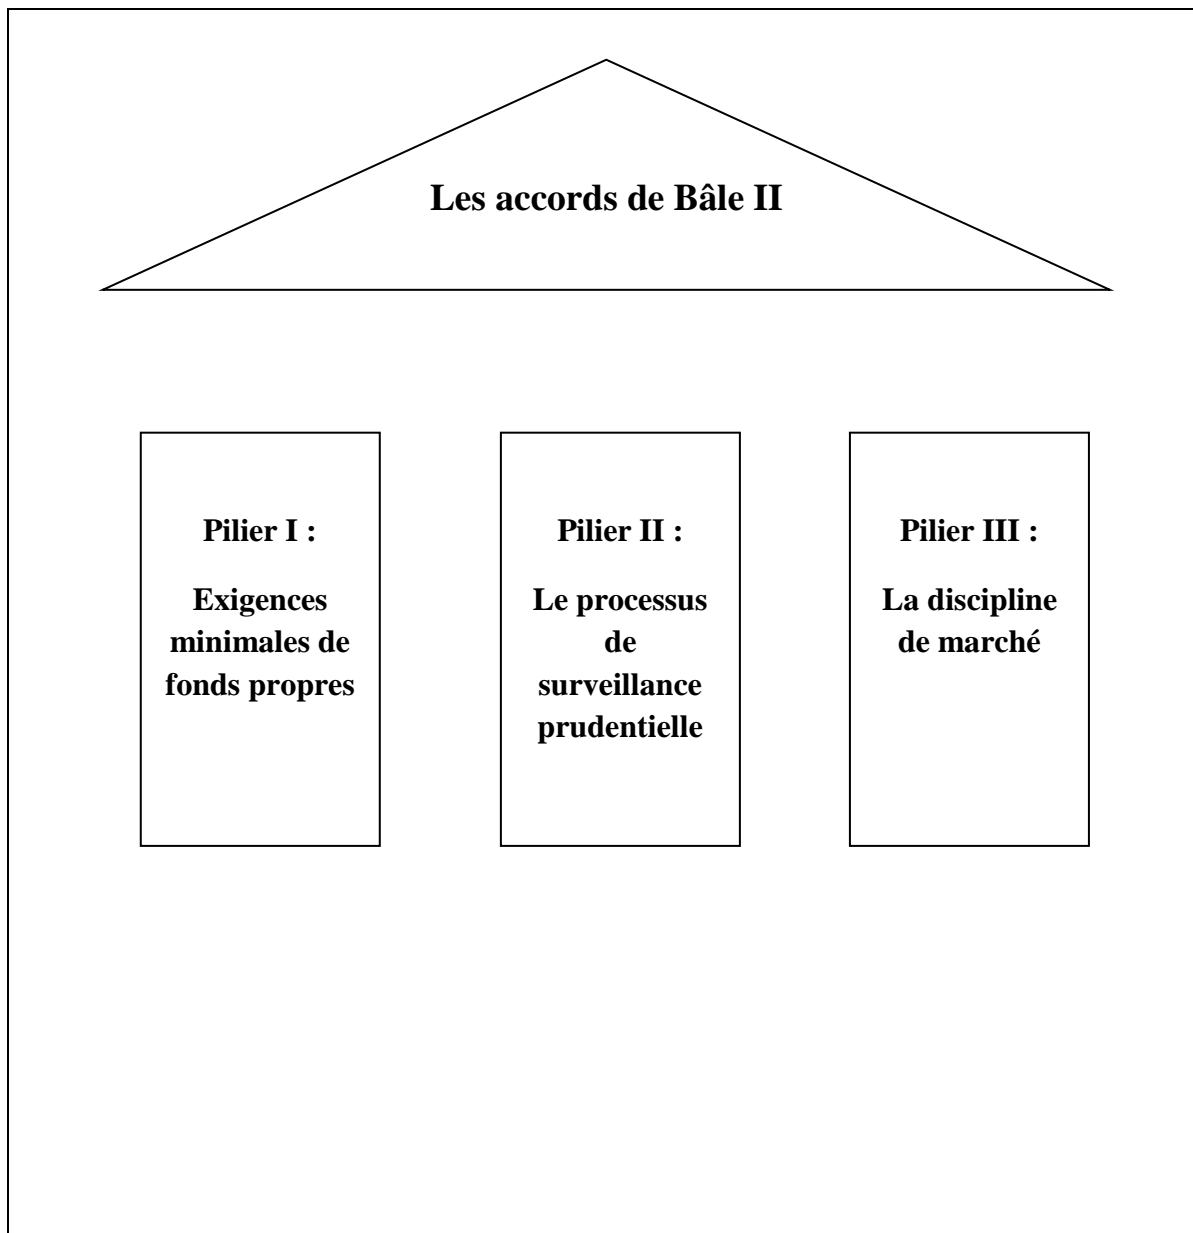 Les accords de Bâle II
Pilier I :
Exigences
minimales de
fonds propres
Pilier II :
Le processus
de
surveillance
prudentielle
Pilier III :
La discipline
de marché